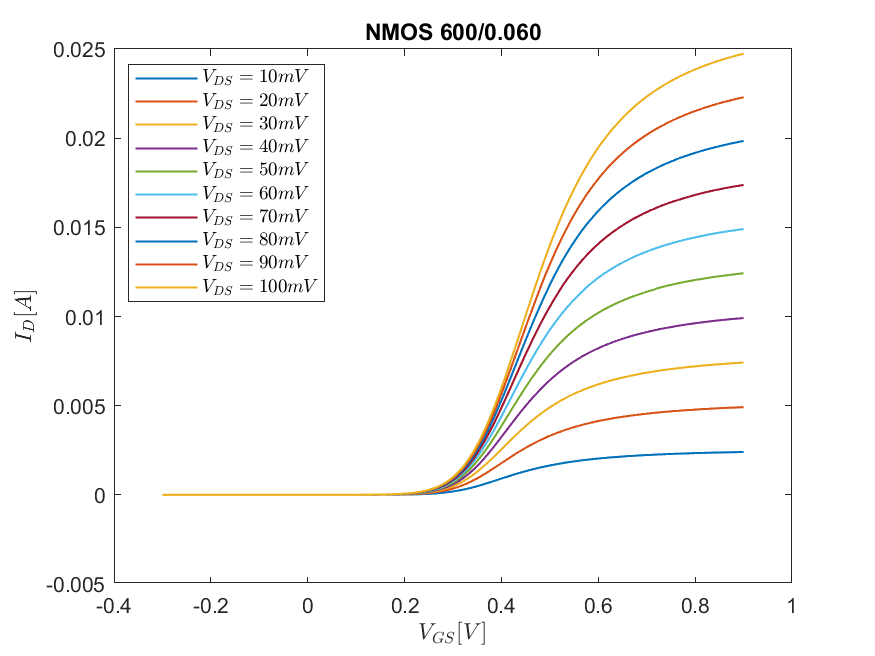 NMOS 600/0.060
0.025
0.02
0.015
0.01
0.005
0
-0.005
I_D[A]
V_DS = 10mV
V_DS = 20mV
V_DS = 30mV
V_DS = 40mV
V_DS = 50mV
V_DS = 60mV
V_DS = 70mV
V_DS = 80mV
V_DS = 90mV
V_DS = 100mV
-0.4 -0.2 0 0.2 0.4 0.6 0.8 1
V_GS[V]